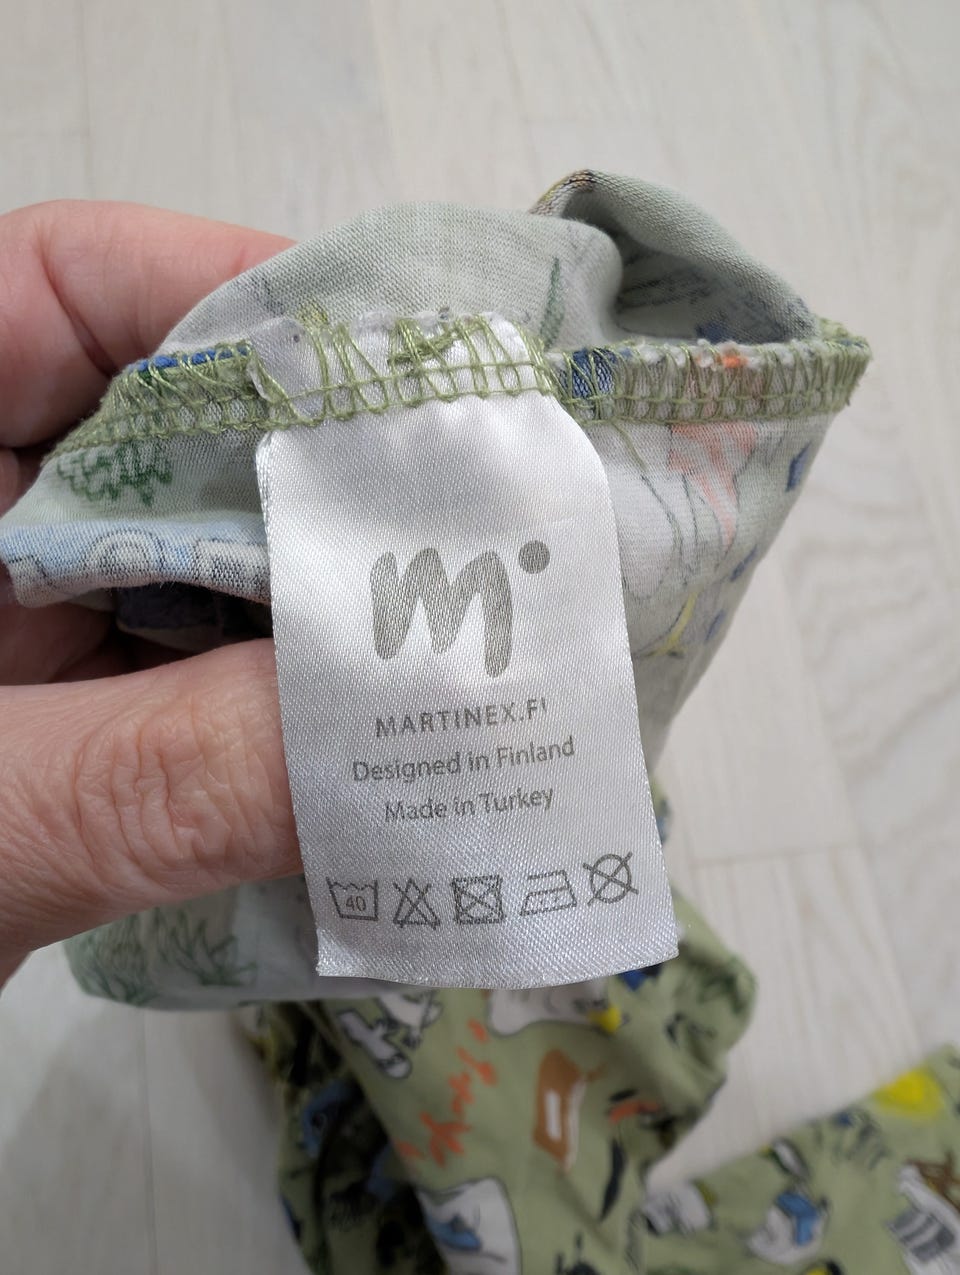 m
MARTINEX.FI
Designed in Finland
Made in Turkey
40